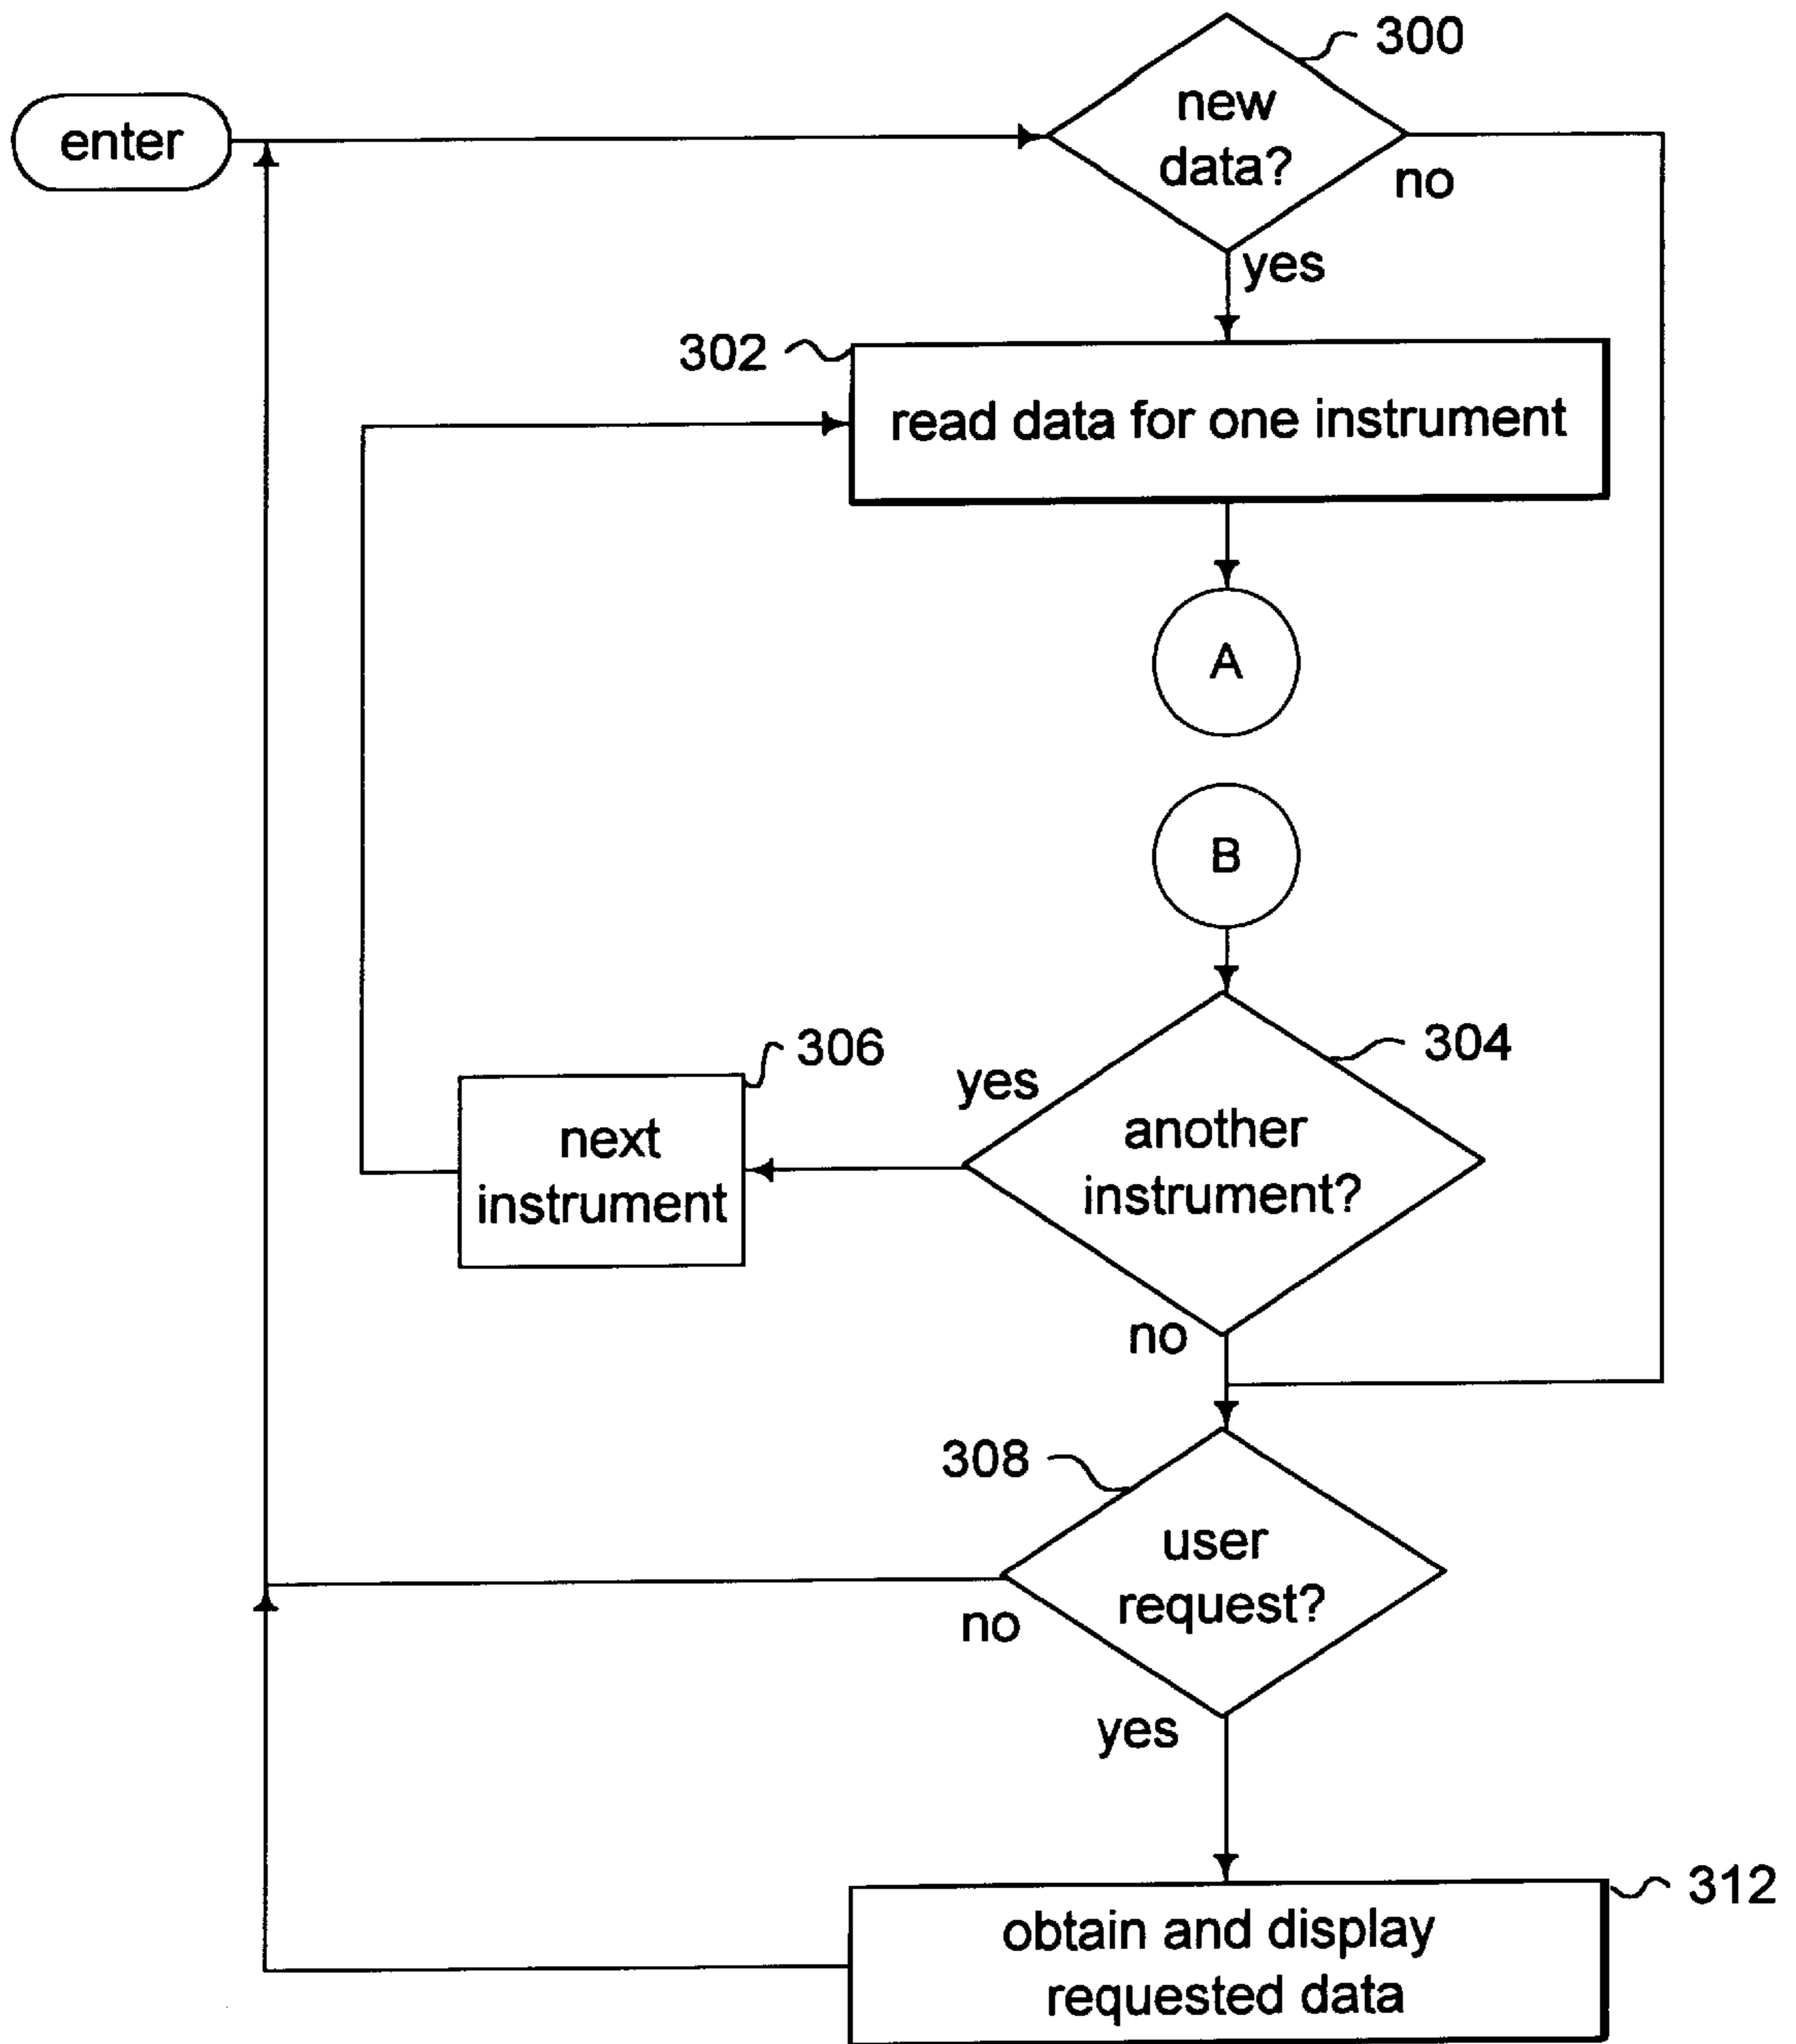 300
enter
new
data?
no
yes
302
read data for one instrument
A
B
306
304
yes
next
instrument
another
instrument?
no
308
user
request?
no
yes
312
obtain and display
requested data